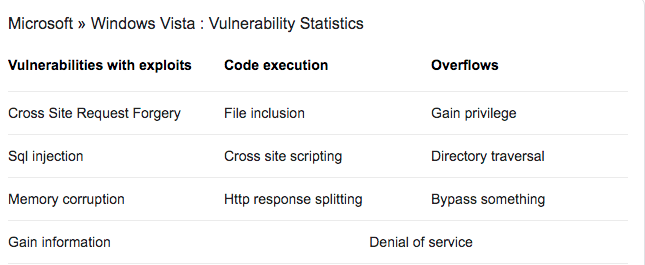 Microsoft » Windows Vista : Vulnerability Statistics
Vulnerabilities with exploits Code execution Overflows
Cross Site Request Forgery File inclusion Gain privilege
Sql injection Cross site scripting Directory traversal
Memory corruption Http response splitting Bypass something
Gain information Denial of service